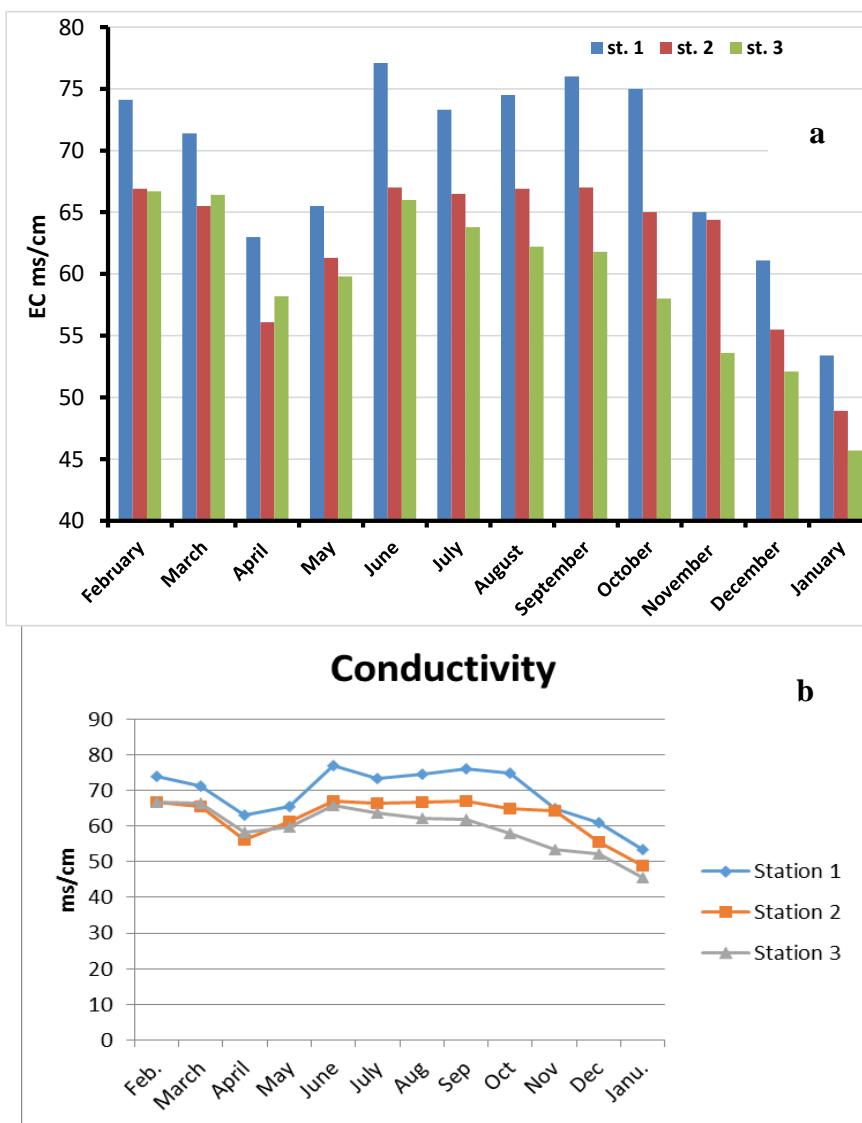 80
st. 1 st. 2 st. 3
75
a
70
65
EC ms/cm
60
55
50
45
40
February March April May June July August September October November December January
Conductivity
b
90
80
70
60
50
ms/cm
40
30
20
10
0
Station 1
Station 2
Station 3
Feb. March April May June July Aug Sep Oct Nov Dec Janu.